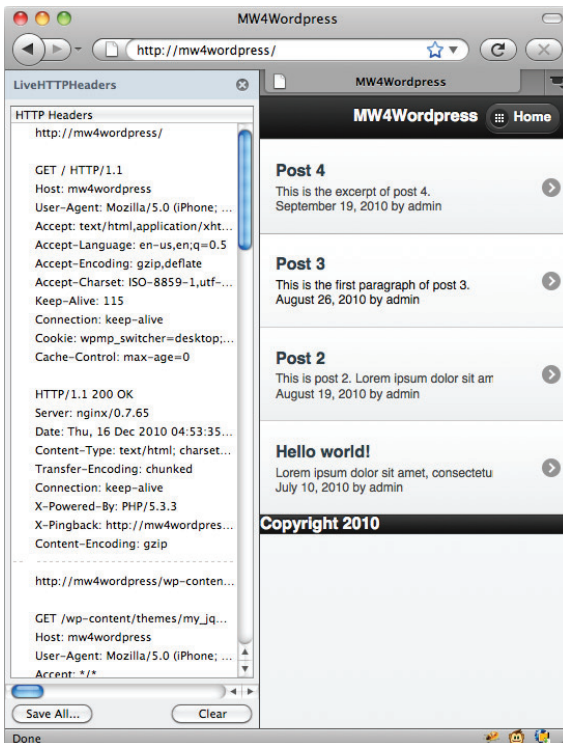 MW4Wordpress
http://mw4wordpress/
LiveHTTPHeaders
HTTP Headers
http://mw4wordpress/
GET / HTTP/1.1
Host: mw4wordpress
User-Agent: Mozilla/5.0 (iPhone; ...
Accept: text/html,application/xht...
Accept-Language: en-us,en;q=0.5
Accept-Encoding: gzip,deflate
Accept-Charset: ISO-8859-1,utf-...
Keep-Alive: 115
Connection: keep-alive
Cookie: wpmp_switcher=desktop;...
Cache-Control: max-age=0
HTTP/1.1 200 OK
Server: nginx/0.7.65
Date: Thu, 16 Dec 2010 04:53:35...
Content-Type: text/html; charset...
Transfer-Encoding: chunked
Connection: keep-alive
X-Powered-By: PHP/5.3.3
X-Pingback: http://mw4wordpres...
Content-Encoding: gzip
http://mw4wordpress/wp-conten...
GET /wp-content/themes/my_jq...
Host: mw4wordpress
User-Agent: Mozilla/5.0 (iPhone; ...
Accept: */*
Save All...
Clear
MW4Wordpress
MW4Wordpress
Home
Post 4
This is the excerpt of post 4.
September 19, 2010 by admin
Post 3
This is the first paragraph of post 3.
August 26, 2010 by admin
Post 2
This is post 2. Lorem ipsum dolor sit am
August 19, 2010 by admin
Hello world!
Lorem ipsum dolor sit amet, consectetu
July 10, 2010 by admin
Copyright 2010
Done